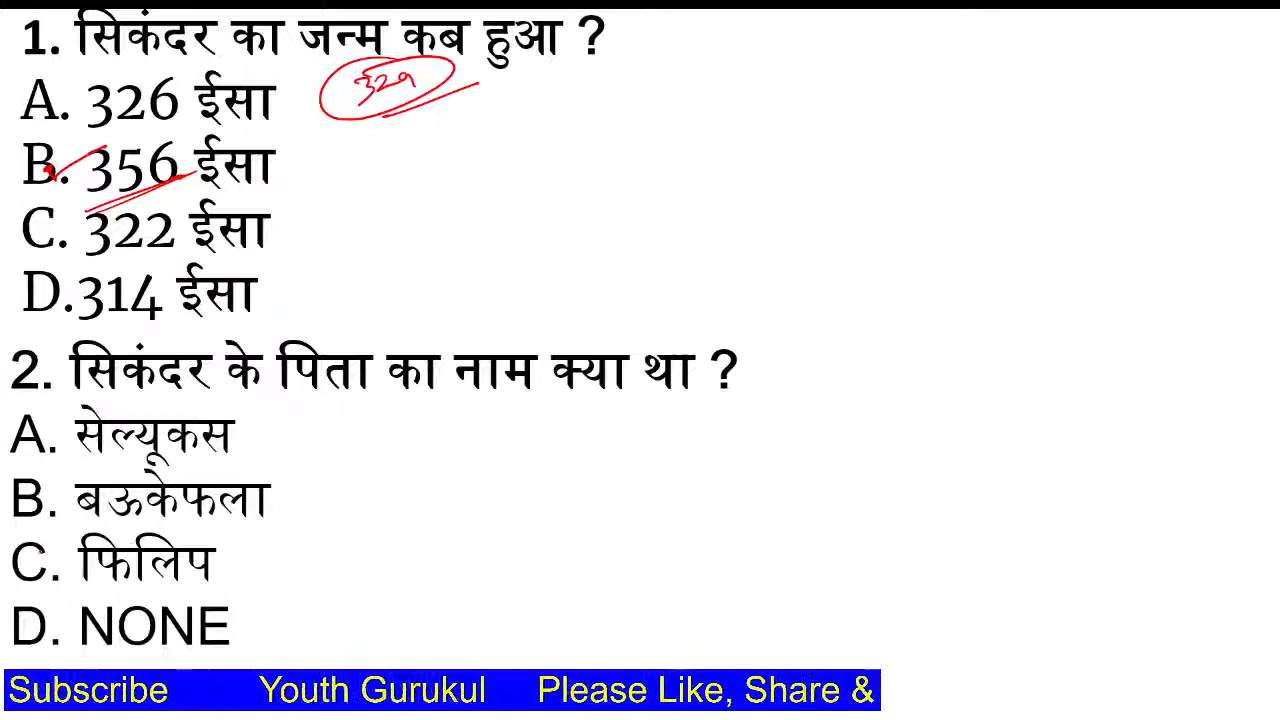 1. सिकंदर का जन्म कब हुआ ?
A. 326 ईसा
329
B. 356 ईसा
C. 322 ईसा
D.314 ईसा
2. सिकंदर के पिता का नाम क्या था ?
A. सेल्यूकस
B. बऊकेफला
C. फिलिप
D. NONE
Subscribe Youth Gurukul Please Like, Share &